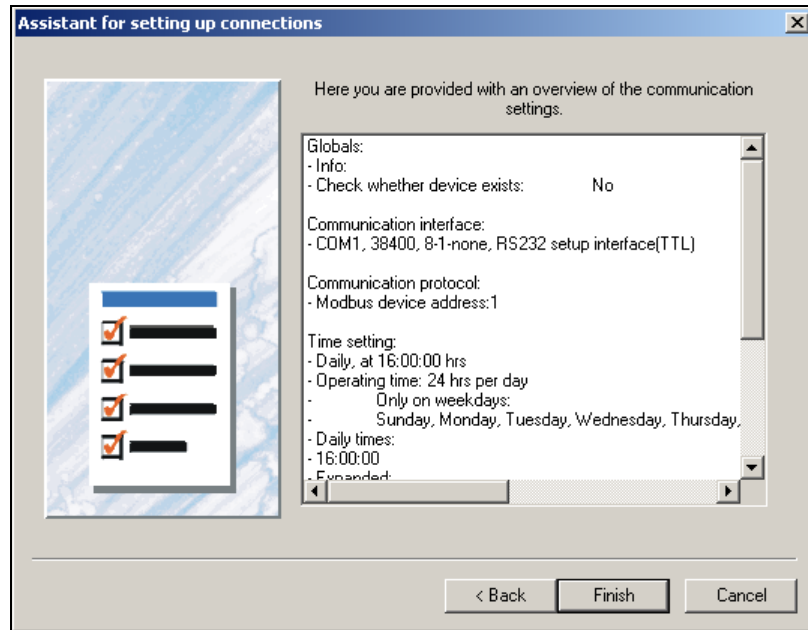 Assistant for setting up connections
Here you are provided with an overview of the communication
settings.
Globals:
- Info:
- Check whether device exists: No
Communication interface:
- COM1, 38400, 8-1-none, RS232 setup interface(TTL)
Communication protocol:
- Modbus device address:1
Time setting:
- Daily, at 16:00:00 hrs
- Operating time: 24 hrs per day
- Only on weekdays:
- Sunday, Monday, Tuesday, Wednesday, Thursday,
- Daily times:
- 16:00:00
- Expanded:
< Back Finish Cancel